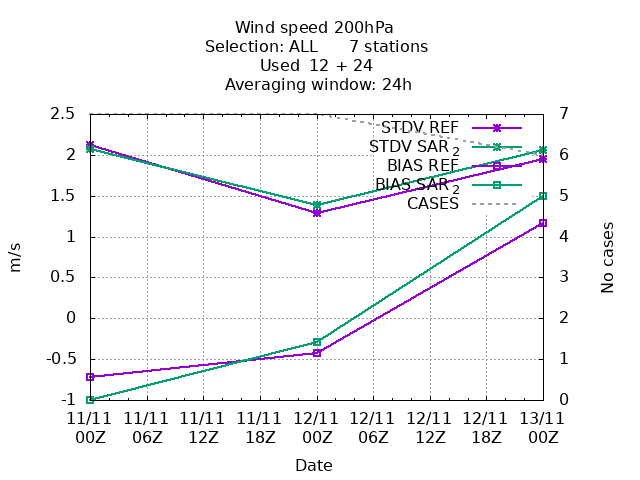 Wind speed 200hPa
Selection: ALL 7 stations
Used 12 + 24
Averaging window: 24h
2.5
2
1.5
1
0.5
0
-0.5
-1
m/s
7
6
5
4
3
2
1
0
No cases
STDV REF
STDV SAR 2
BIAS REF
BIAS SAR 2
CASES
11/11 11/11 11/11 11/11 12/11 12/11 12/11 12/11 13/11
00Z 06Z 12Z 18Z 00Z 06Z 12Z 18Z 00Z
Date